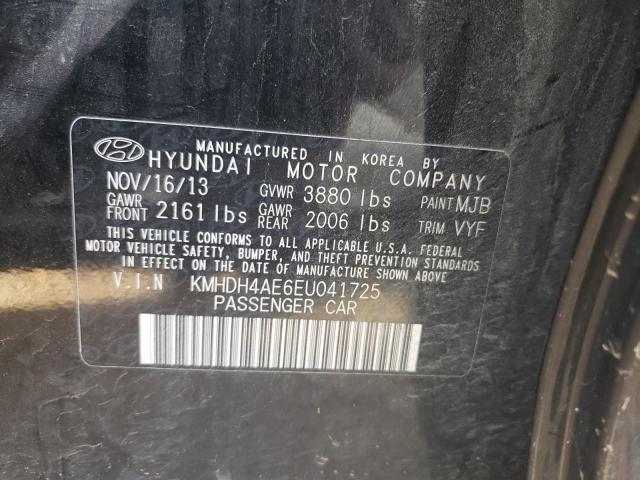 MANUFACTURED IN KOREA BY
HYUNDAI MOTOR COMPANY
NOV/16/13 GVWR 3880 lbs PAINT MJB
GAWR FRONT 2161 lbs GAWR REAR 2006 lbs TRIM VYF
THIS VEHICLE CONFORMS TO ALL APPLICABLE U.S.A. FEDERAL
MOTOR VEHICLE SAFETY, BUMPER, AND THEFT PREVENTION STANDARDS
IN EFFECT ON THE DATE OF MANUFACTURE SHOWN ABOVE.
V.I.N KMHDH4AE6EU041725
PASSENGER CAR